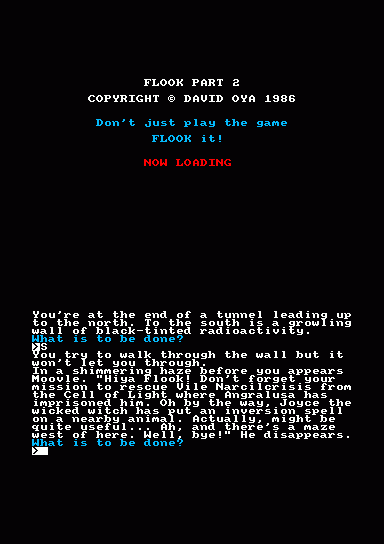 FLOOK PART 2
COPYRIGHT © DAVID OYA 1986
Don't just play the game
FLOOK it!
NOW LOADING
You're at the end of a tunnel leading up
to the north. To the south is a growling
wall of black-tinted radioactivity.
What is to be done?
>S
You try to walk through the wall but it
won't let you through.
In a shimmering haze before you appears
Moovle. "Hiya Flook! Don't forget your
mission to rescue Vile Narcilcrisis from
the Cell of Light where Angralusa has
imprisoned him. Oh by the way, Joyce the
wicked witch has put an inversion spell
on a nearby animal. Actually, might be
quite useful... Ah, and there's a maze
west of here. Well, bye!" He disappears.
What is to be done?
>